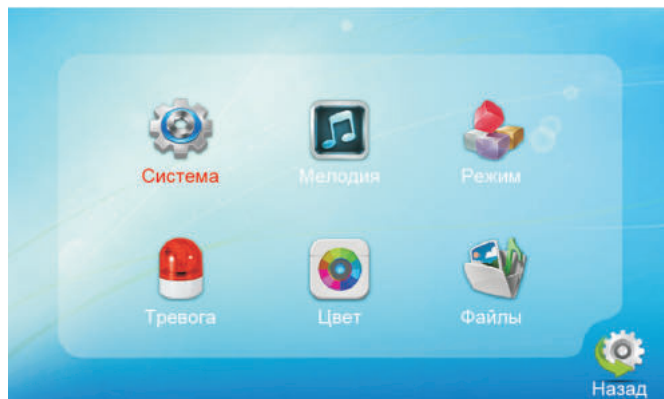 Система
Мелодия
Режим
Тревога
Цвет
Файлы
Назад